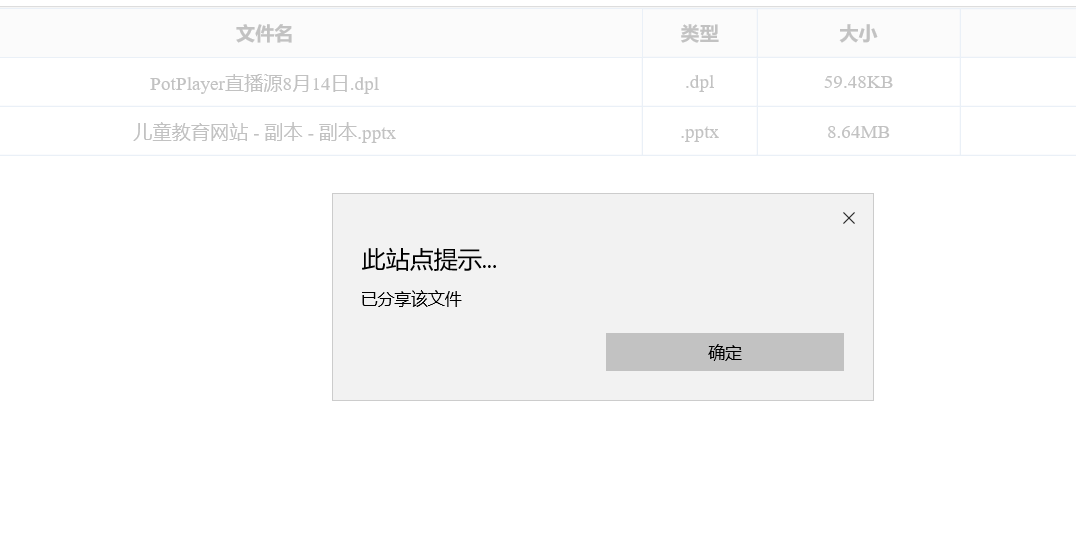 文件名 类型 大小
PotPlayer直播源8月14日.dpl .dpl 59.48KB
儿童教育网站 - 副本 - 副本.pptx .pptx 8.64MB
此站点提示...
已分享该文件
确定